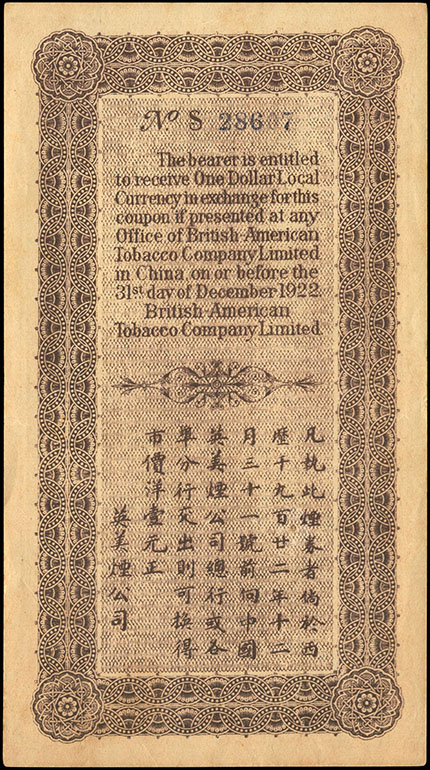 No S 28607
The bearer is entitled
to receive One Dollar Local
Currency in exchange for this
coupon if presented at any
Office of British-American
Tobacco Company Limited
in China on or before the
31st day of December 1922.
British-American
Tobacco Company Limited
凡執此煙券者倘於西
歷千九百廿二年十二
月三十一號前向中國
英美煙公司總行或各
分行交出則可得
市價洋壹元正
英美煙公司